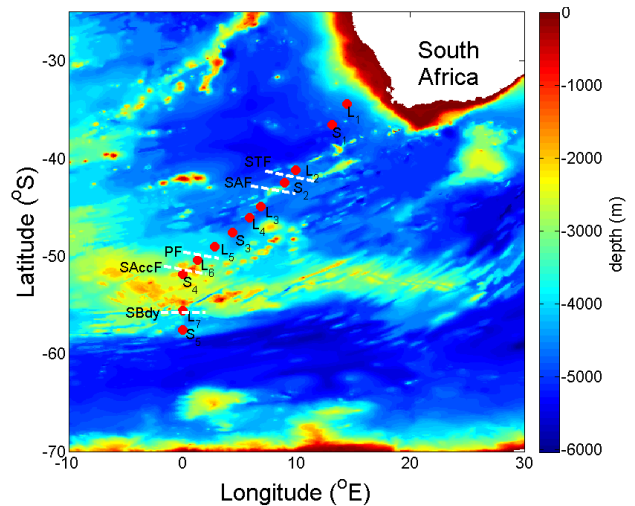 South
Africa
L1
S1
STF
L2
SAF
S2
L3
L4
S3
PF
L5
SAccF
L6
S4
SBdy
L7
S5
-30
-40
-50
-60
-70
-10
0
10
20
30
Latitude (°S)
Longitude (°E)
0
-1000
-2000
-3000
-4000
-5000
-6000
depth (m)